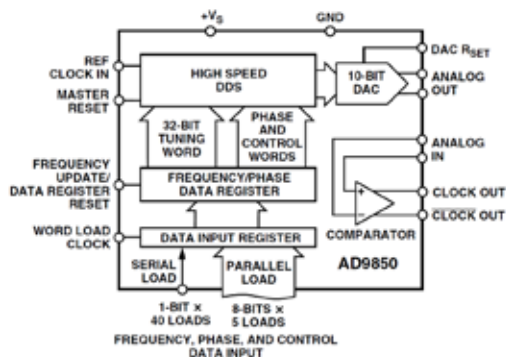 +VS
GND
REF
CLOCK IN
MASTER
RESET
FREQUENCY
UPDATE/
DATA REGISTER
RESET
WORD LOAD
CLOCK
HIGH SPEED
DDS
32-BIT
TUNING
WORD
PHASE
AND
CONTROL
WORDS
FREQUENCY/PHASE
DATA REGISTER
DATA INPUT REGISTER
SERIAL
LOAD
PARALLEL
LOAD
1-BIT ×
40 LOADS
8-BITS ×
5 LOADS
FREQUENCY, PHASE, AND CONTROL
DATA INPUT
10-BIT
DAC
DAC RSET
ANALOG
OUT
ANALOG
IN
+
–
CLOCK OUT
CLOCK OUT
COMPARATOR
AD9850